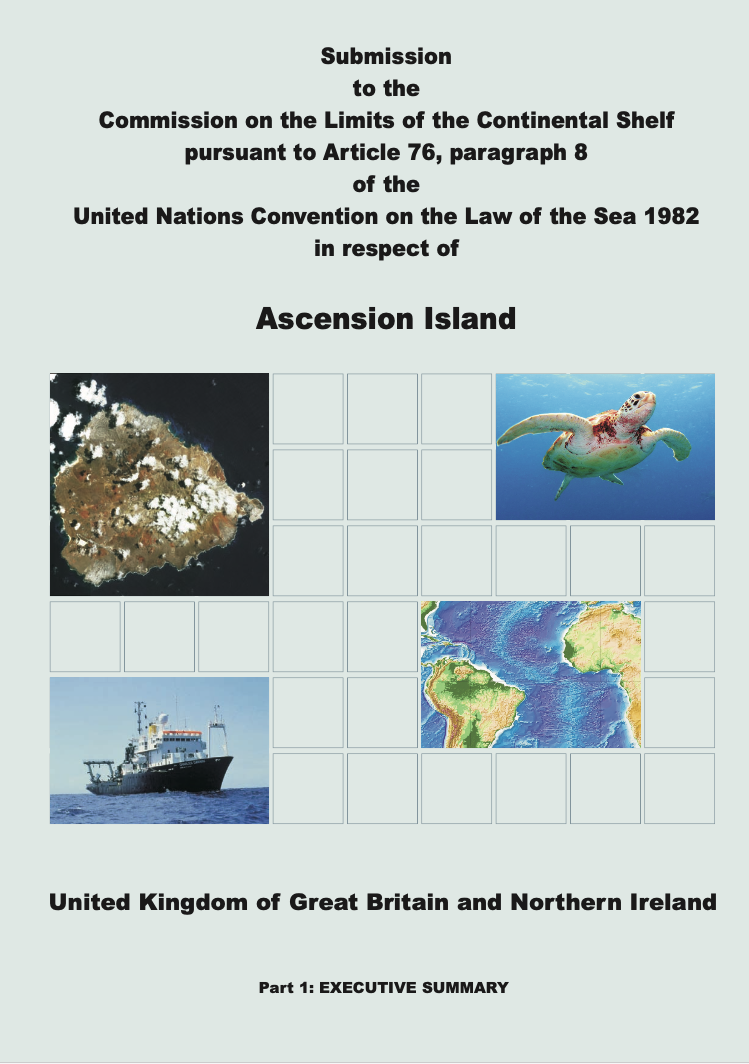 Submission
to the
Commission on the Limits of the Continental Shelf
pursuant to Article 76, paragraph 8
of the
United Nations Convention on the Law of the Sea 1982
in respect of
Ascension Island
United Kingdom of Great Britain and Northern Ireland
Part 1: EXECUTIVE SUMMARY